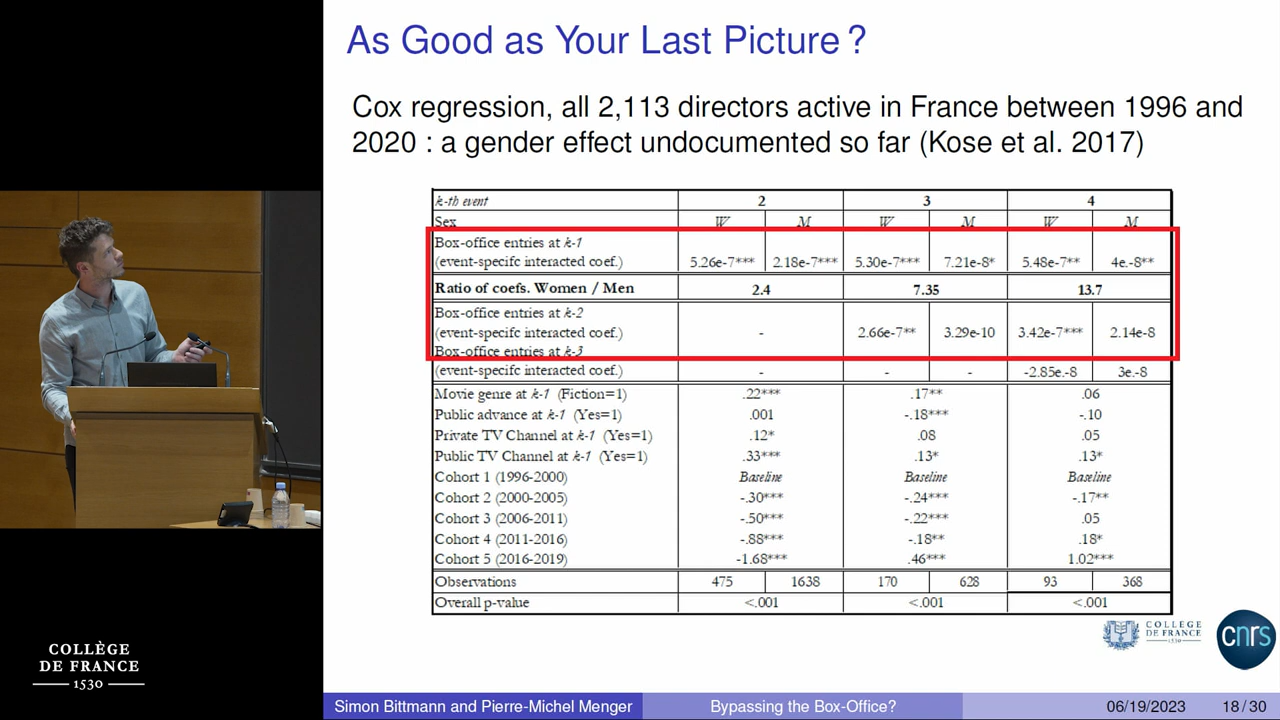 As Good as Your Last Picture ?
Cox regression, all 2,113 directors active in France between 1996 and
2020 : a gender effect undocumented so far (Kose et al. 2017)
k-th event 2 3 4
Sex W M W M W M
Box-office entries at k-1
(event-specifc interacted coef.) 5.26e-7*** 2.18e-7*** 5.30e-7*** 7.21e-8* 5.48e-7** 4e.-8**
Ratio of coefs. Women / Men 2.4 7.35 13.7
Box-office entries at k-2
(event-specifc interacted coef.) - 2.66e-7** 3.29e-10 3.42e-7*** 2.14e-8
Box-office entries at k-3
(event-specifc interacted coef.) - - - -2.85e.-8 3e.-8
Movie genre at k-1 (Fiction=1) .22*** .17** .06
Public advance at k-1 (Yes=1) .001 -.18*** -.10
Private TV Channel at k-1 (Yes=1) .12* .08 .05
Public TV Channel at k-1 (Yes=1) .33*** .13* .13*
Cohort 1 (1996-2000) Baseline Baseline Baseline
Cohort 2 (2000-2005) -.30*** -.24*** -.17**
Cohort 3 (2006-2011) -.50*** -.22*** .05
Cohort 4 (2011-2016) -.88*** -.18** .18*
Cohort 5 (2016-2019) -1.68*** .46*** 1.02***
Observations 475 1638 170 628 93 368
Overall p-value <.001 <.001 <.001
COLLEGE
DE FRANCE
1530
cnrs
COLLÈGE
DE FRANCE
1530
Simon Bittmann and Pierre-Michel Menger Bypassing the Box-Office? 06/19/2023 18 / 30